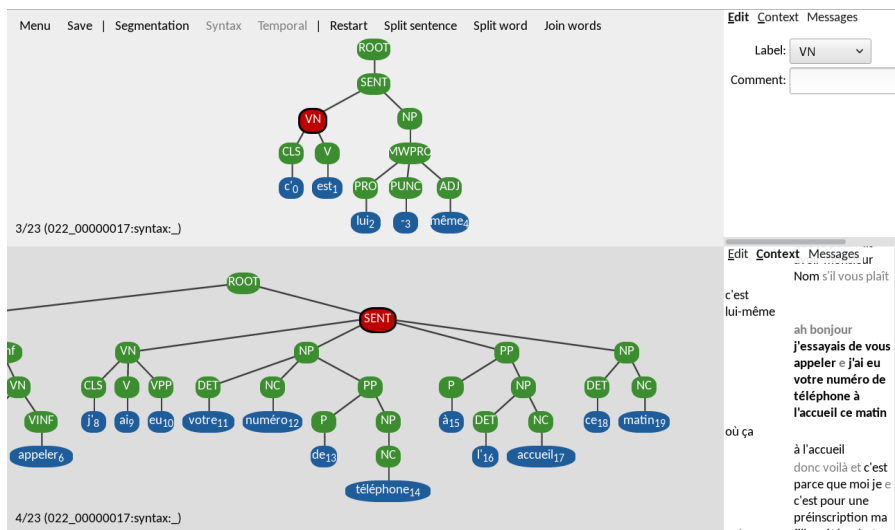 Menu Save | Segmentation Syntax Temporal | Restart Split sentence Split word Join words
ROOT
SENT
VN NP
CLS V MWPRO
PRO PUNC ADJ
c'0 est1
lui2 -3 même4
3/23 (022_00000017:syntax:_)
Edit Context Messages
Label: VN
Comment:
ROOT
SENT
nf VN NP PP NP
VN CLS V VPP DET NC PP P NP DET NC
VINF j'8 ai9 eu10 votre11 numéro12 P NP à15 DET NC ce18 matin19
appeler6 de13 NC l'16 accueil17
téléphone14
4/23 (022_00000017:syntax:_)
Edit Context Messages
Nom s'il vous plaît
c'est
lui-même
ah bonjour
j'essayais de vous
appeler e j'ai eu
votre numéro de
téléphone à
l'accueil ce matin
où ça
à l'accueil
donc voilà et c'est
parce que moi je e
c'est pour une
préinscription ma